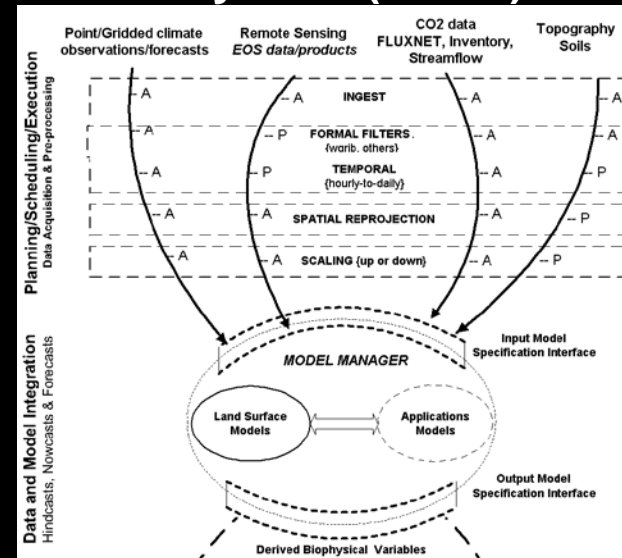 Point/Gridded climate
observations/forecasts
Remote Sensing
EOS data/products
CO2 data
FLUXNET, Inventory,
Streamflow
Topography
Soils
Planning/Scheduling/Execution
Data Acquisition & Pre-processing
-- A -- A INGEST -- A -- A
-- A -- P FORMAL FILTERS. -- A -- A
{warib. others}
-- A -- P TEMPORAL -- A -- P
{hourly-to-daily}
-- A -- A SPATIAL REPROJECTION -- A -- P
-- A -- A SCALING {up or down} -- A -- P
Data and Model Integration
Hindcasts, Nowcasts & Forecasts
MODEL MANAGER
Input Model
Specification Interface
Land Surface
Models
Applications
Models
Output Model
Specification Interface
Derived Biophysical Variables